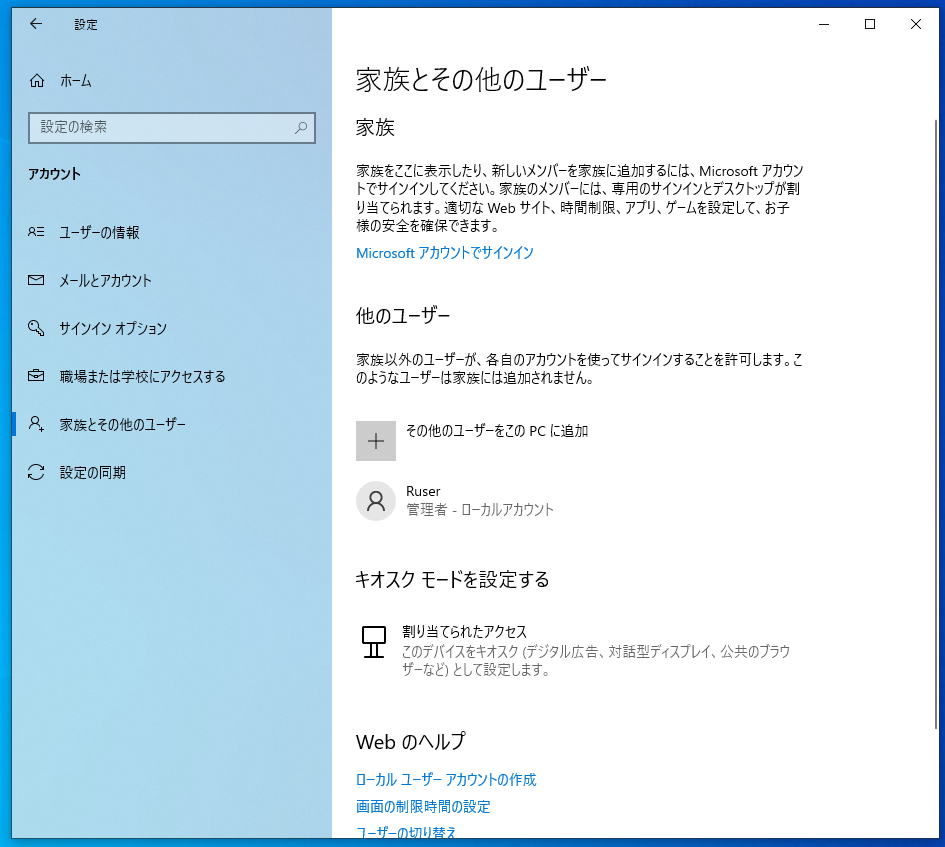 設定
ホーム
設定の検索
アカウント
ユーザーの情報
メールとアカウント
サインイン オプション
職場または学校にアクセスする
家族とその他のユーザー
設定の同期
家族とその他のユーザー
家族
家族をここに表示したり、新しいメンバーを家族に追加するには、Microsoft アカウン
トでサインインしてください。家族のメンバーには、専用のサインインとデスクトップが割
り当てられます。適切な Web サイト、時間制限、アプリ、ゲームを設定して、お子
様の安全を確保できます。
Microsoft アカウントでサインイン
他のユーザー
家族以外のユーザーが、各自のアカウントを使ってサインインすることを許可します。こ
のようなユーザーは家族には追加されません。
その他のユーザーをこの PC に追加
Ruser
管理者 - ローカルアカウント
キオスク モードを設定する
割り当てられたアクセス
このデバイスをキオスク (デジタル広告、対話型ディスプレイ、公共のブラウ
ザーなど) として設定します。
Web のヘルプ
ローカル ユーザー アカウントの作成
画面の制限時間の設定
ユーザーの切り替え